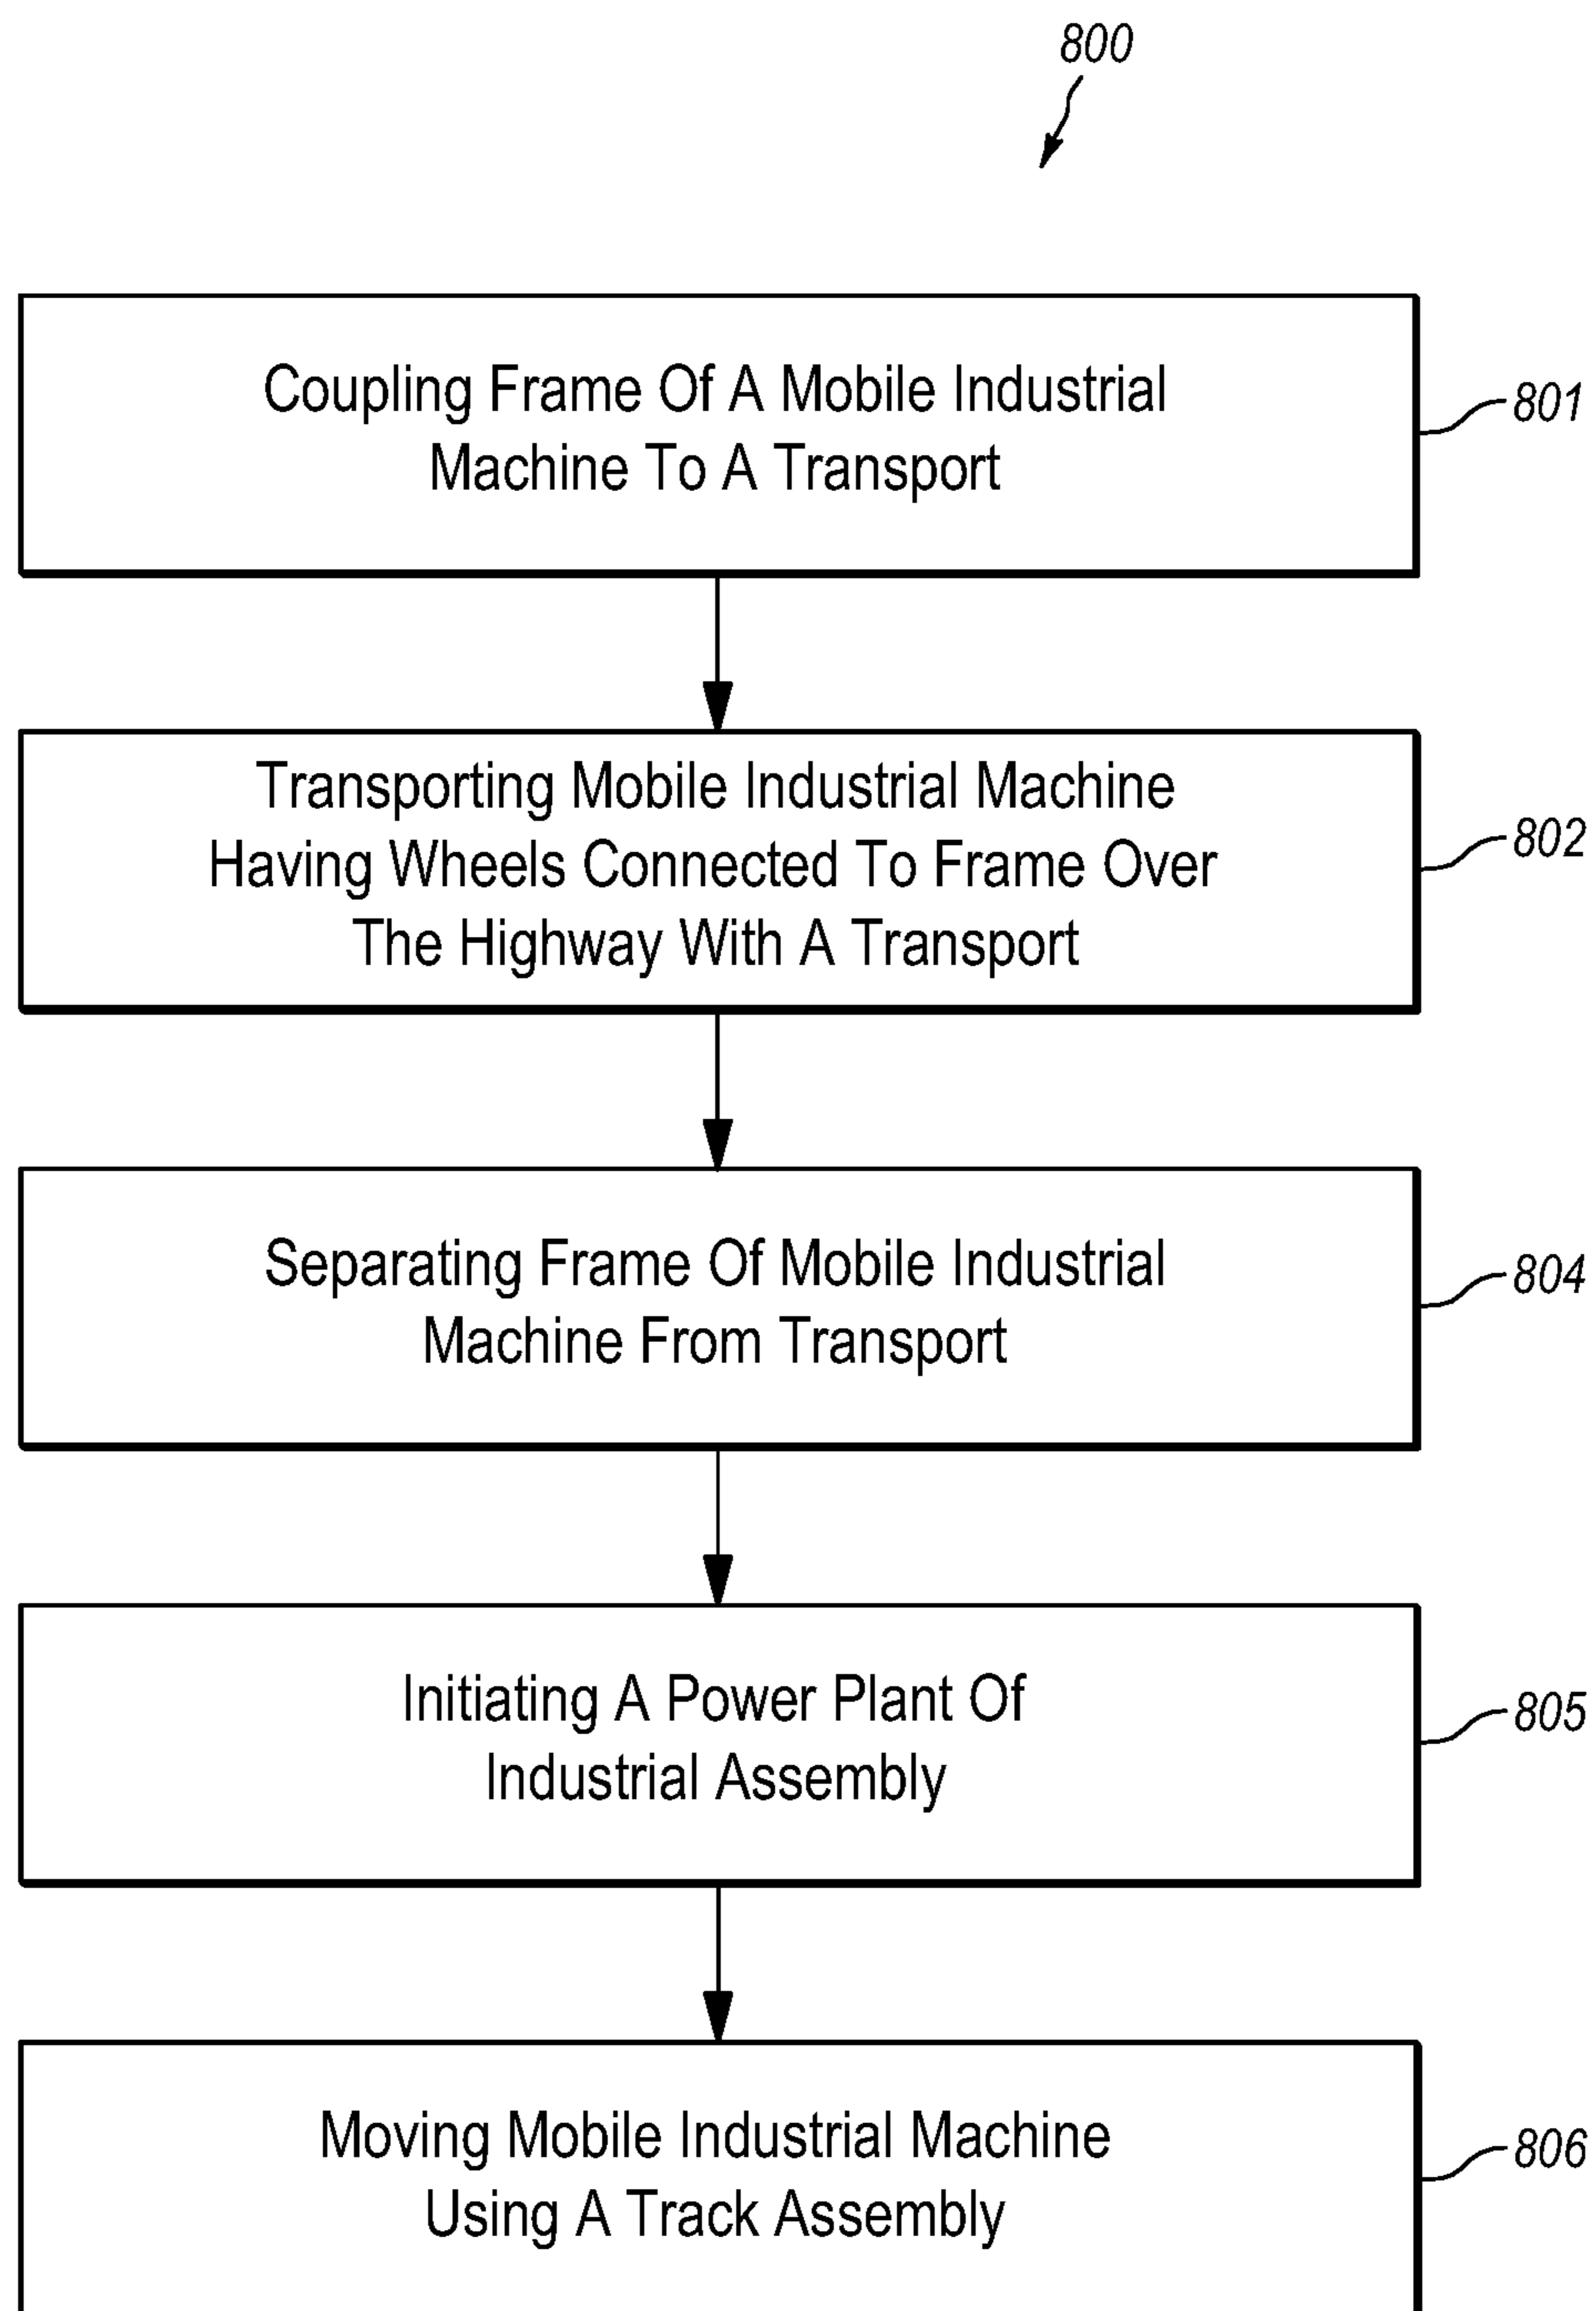 800
Coupling Frame Of A Mobile Industrial
Machine To A Transport
801
Transporting Mobile Industrial Machine
Having Wheels Connected To Frame Over
The Highway With A Transport
802
Separating Frame Of Mobile Industrial
Machine From Transport
804
Initiating A Power Plant Of
Industrial Assembly
805
Moving Mobile Industrial Machine
Using A Track Assembly
806